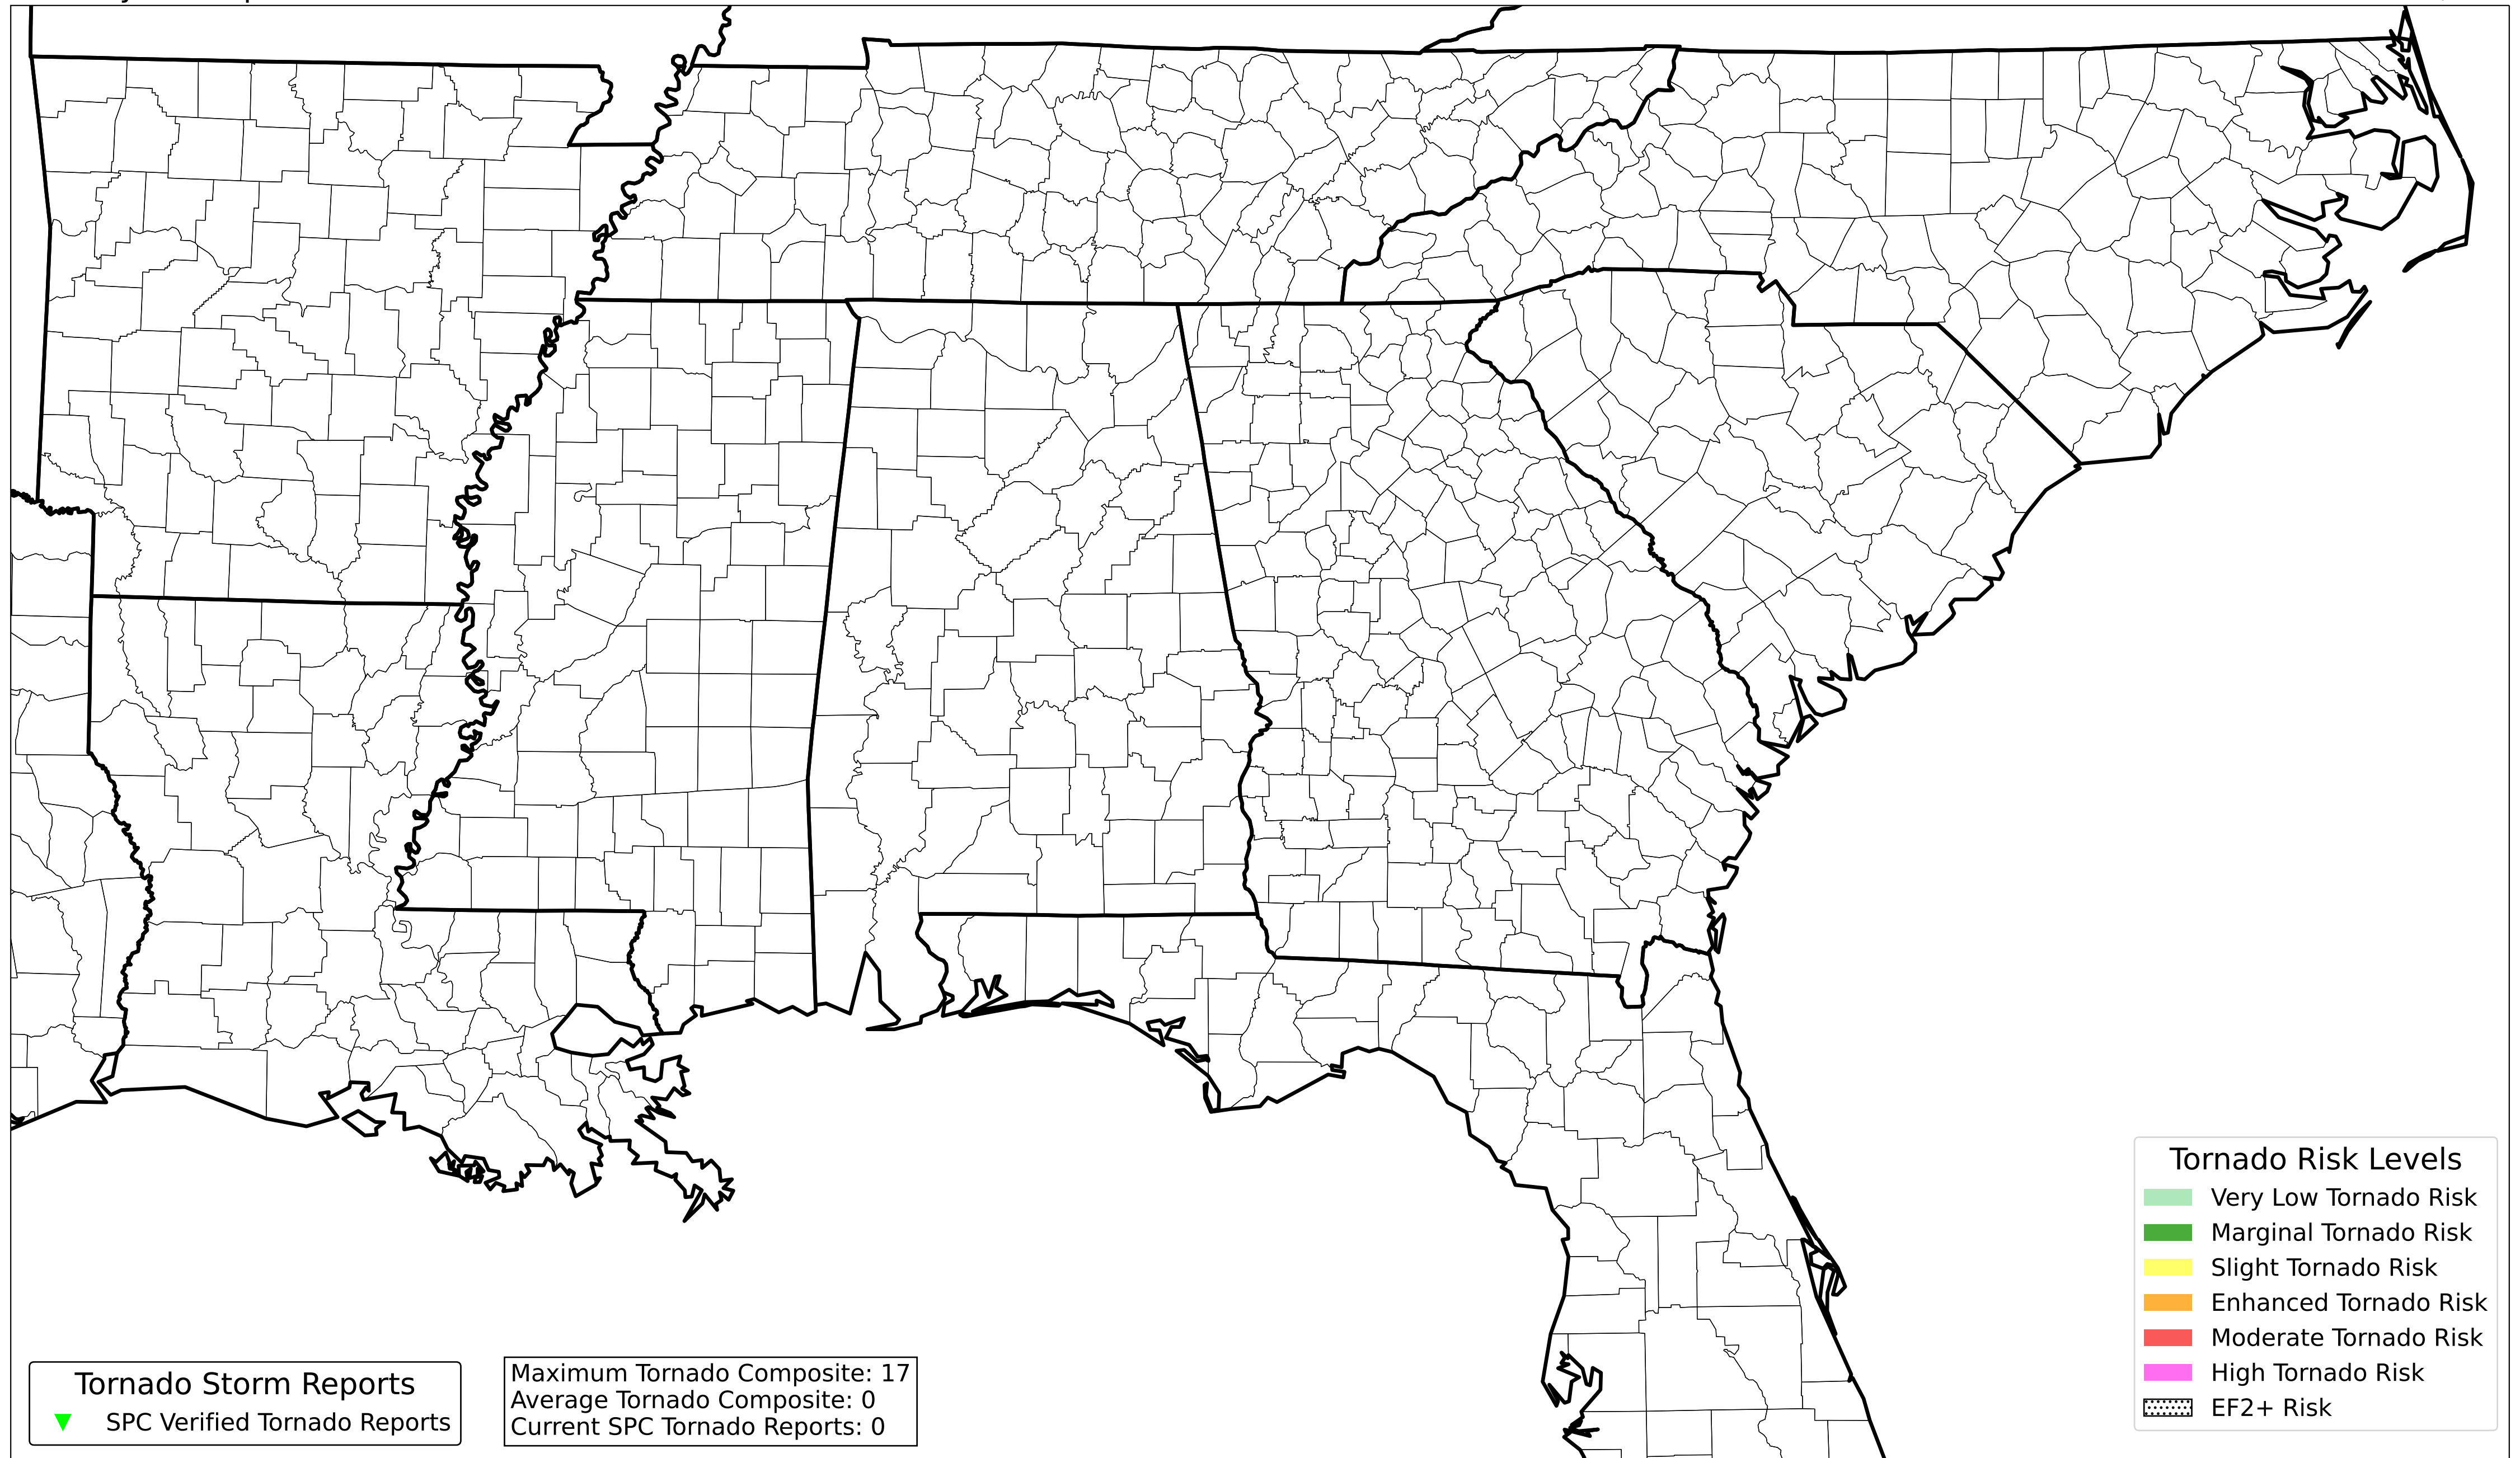 Tornado Risk Levels
Very Low Tornado Risk
Marginal Tornado Risk
Slight Tornado Risk
Enhanced Tornado Risk
Moderate Tornado Risk
High Tornado Risk
EF2+ Risk
Tornado Storm Reports
SPC Verified Tornado Reports
Maximum Tornado Composite: 17
Average Tornado Composite: 0
Current SPC Tornado Reports: 0